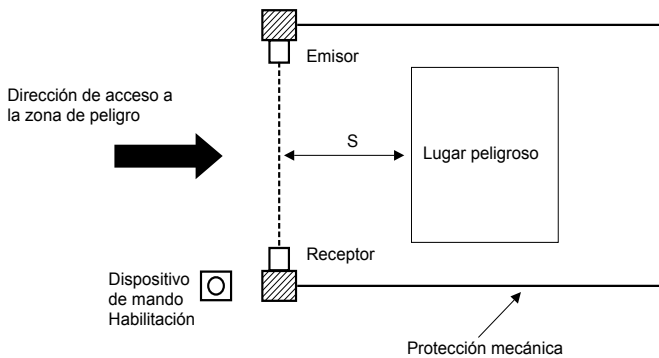 Emisor
Dirección de acceso a
la zona de peligro
S
Lugar peligroso
Receptor
Dispositivo
de mando
Habilitación
Protección mecánica